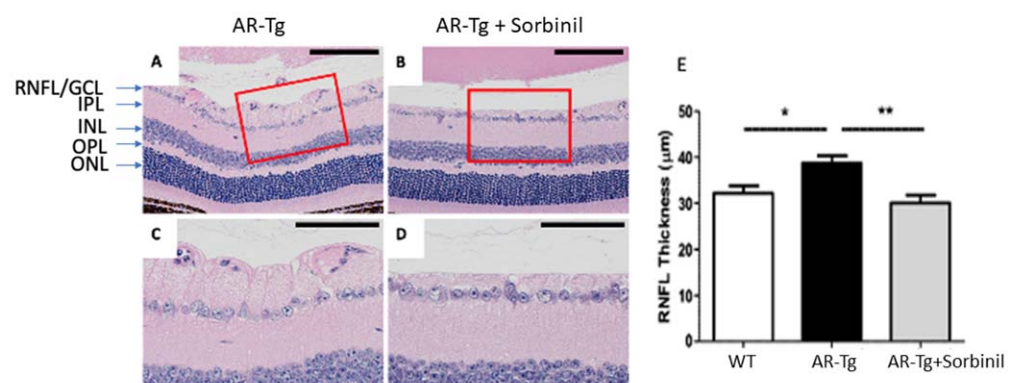 AR-Tg
AR-Tg + Sorbinil
A
B
RNFL/GCL
IPL
INL
OPL
ONL
C
D
E
RNFL Thickness (μm)
50
40
30
20
10
0
*
**
WT
AR-Tg
AR-Tg+Sorbinil